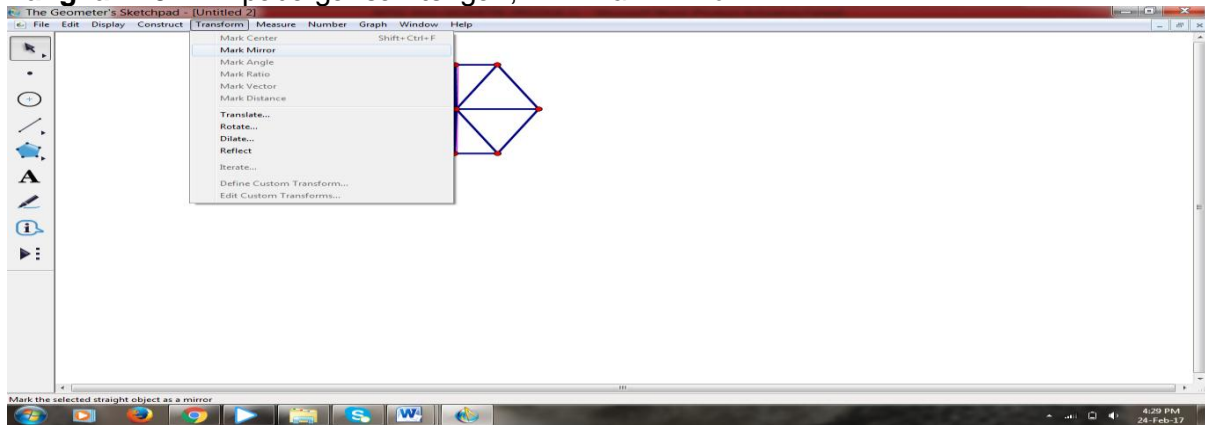 The Geometer's Sketchpad - [Untitled 2]
File Edit Display Construct Transform Measure Number Graph Window Help
Mark Center Shift+Ctrl+F
Mark Mirror
Mark Angle
Mark Ratio
Mark Vector
Mark Distance
Translate...
Rotate...
Dilate...
Reflect
Iterate...
Define Custom Transform...
Edit Custom Transforms...
A
Mark the selected straight object as a mirror
4:29 PM
24-Feb-17